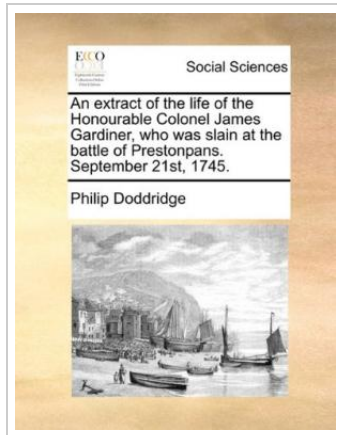 ECCO
Social Sciences
An extract of the life of the
Honourable Colonel James
Gardiner, who was slain at the
battle of Prestonpans.
September 21st, 1745.
Philip Doddridge